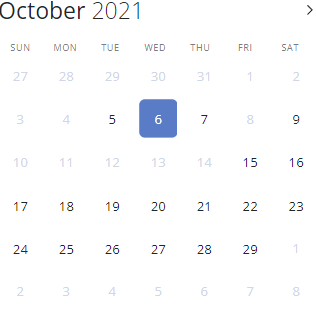 October 2021
SUN MON TUE WED THU FRI SAT
27 28 29 30 31 1 2
3 4 5 6 7 8 9
10 11 12 13 14 15 16
17 18 19 20 21 22 23
24 25 26 27 28 29 1
2 3 4 5 6 7 8